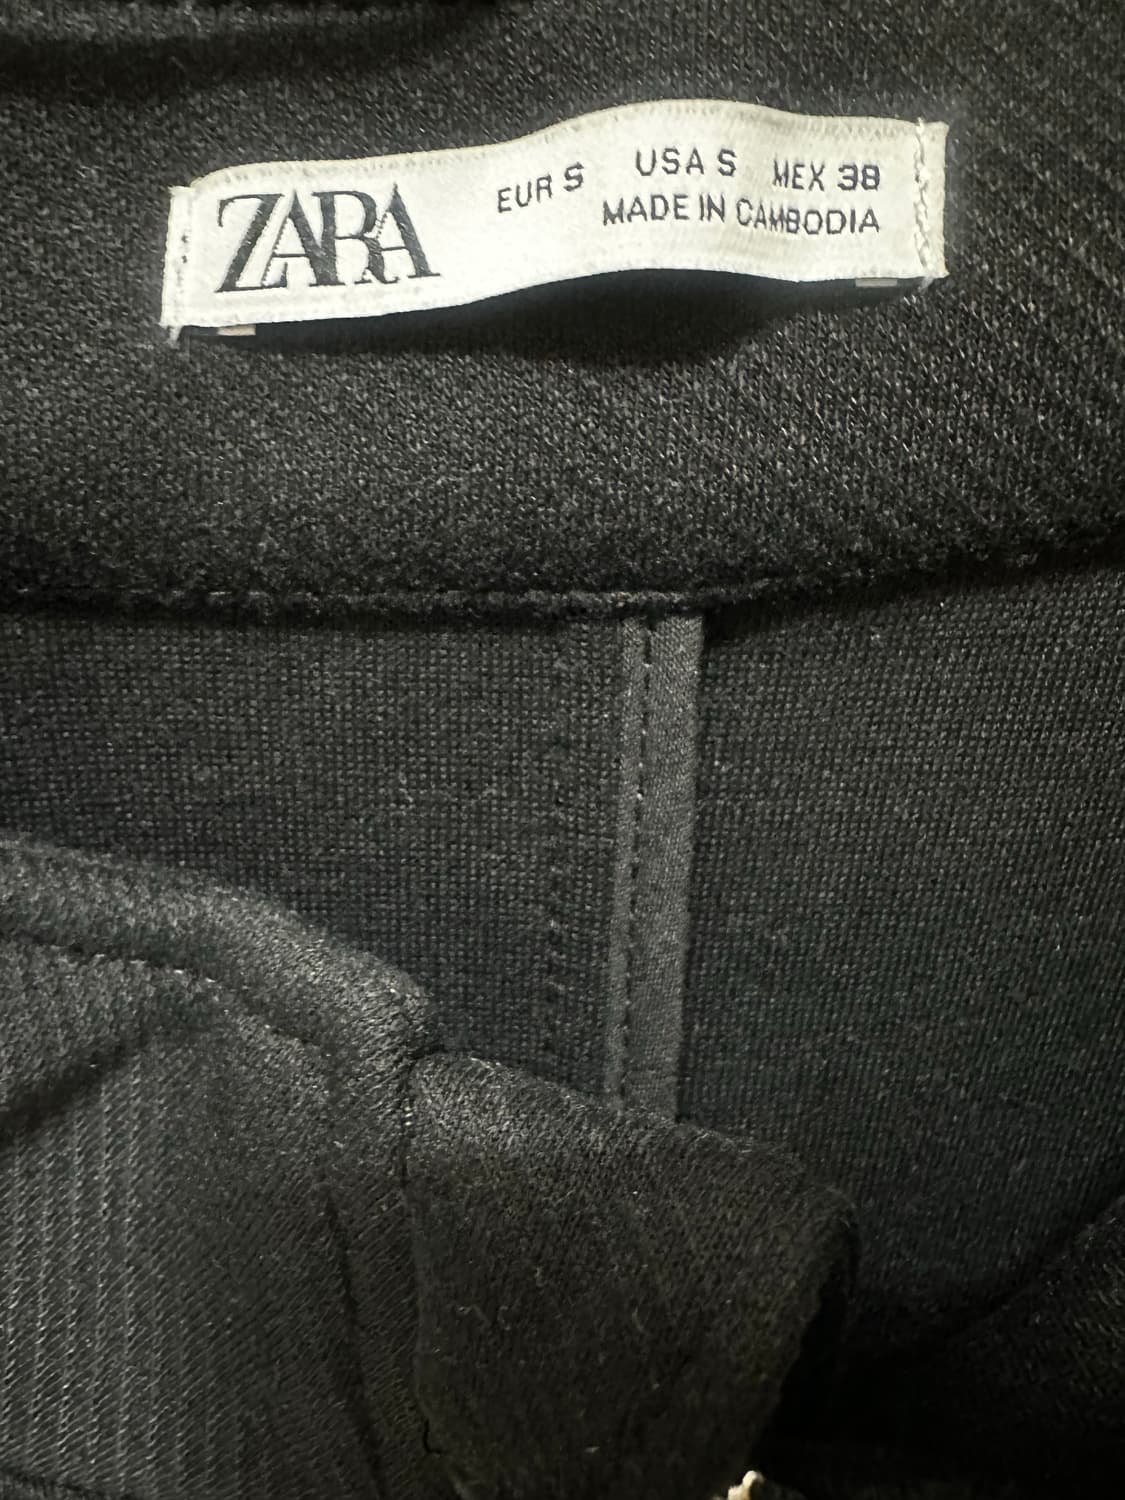 ZARA
EUR S USA S MEX 38
MADE IN CAMBODIA